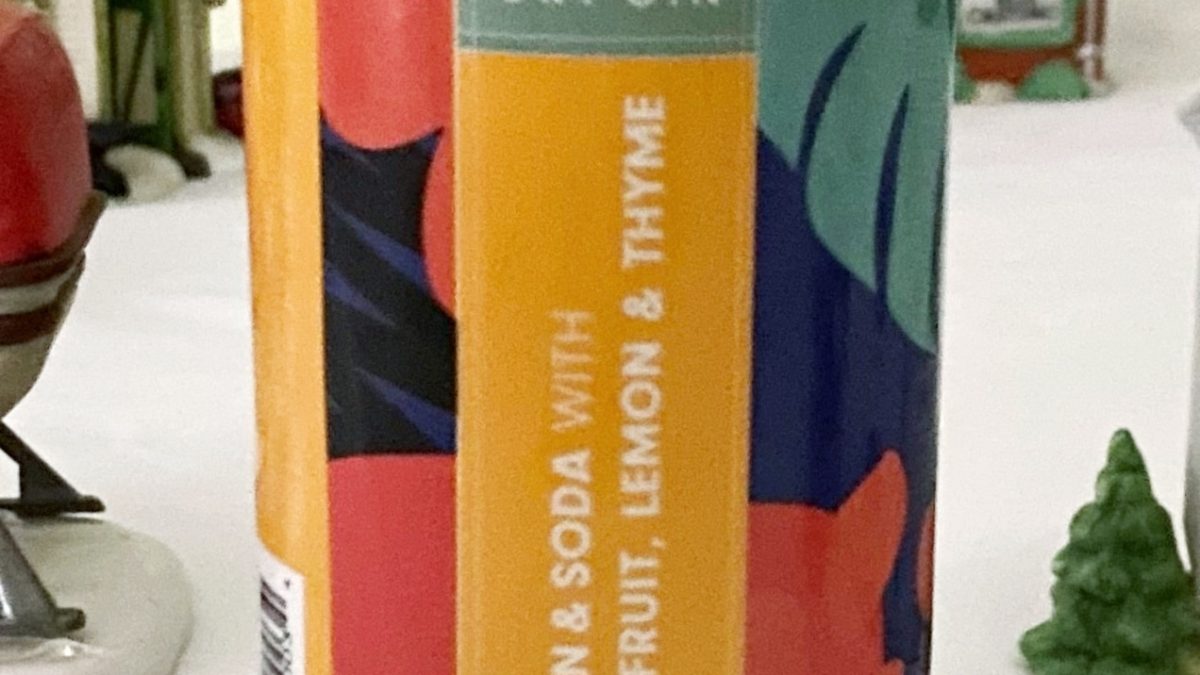 N & SODA WITH
FRUIT, LEMON & THYME